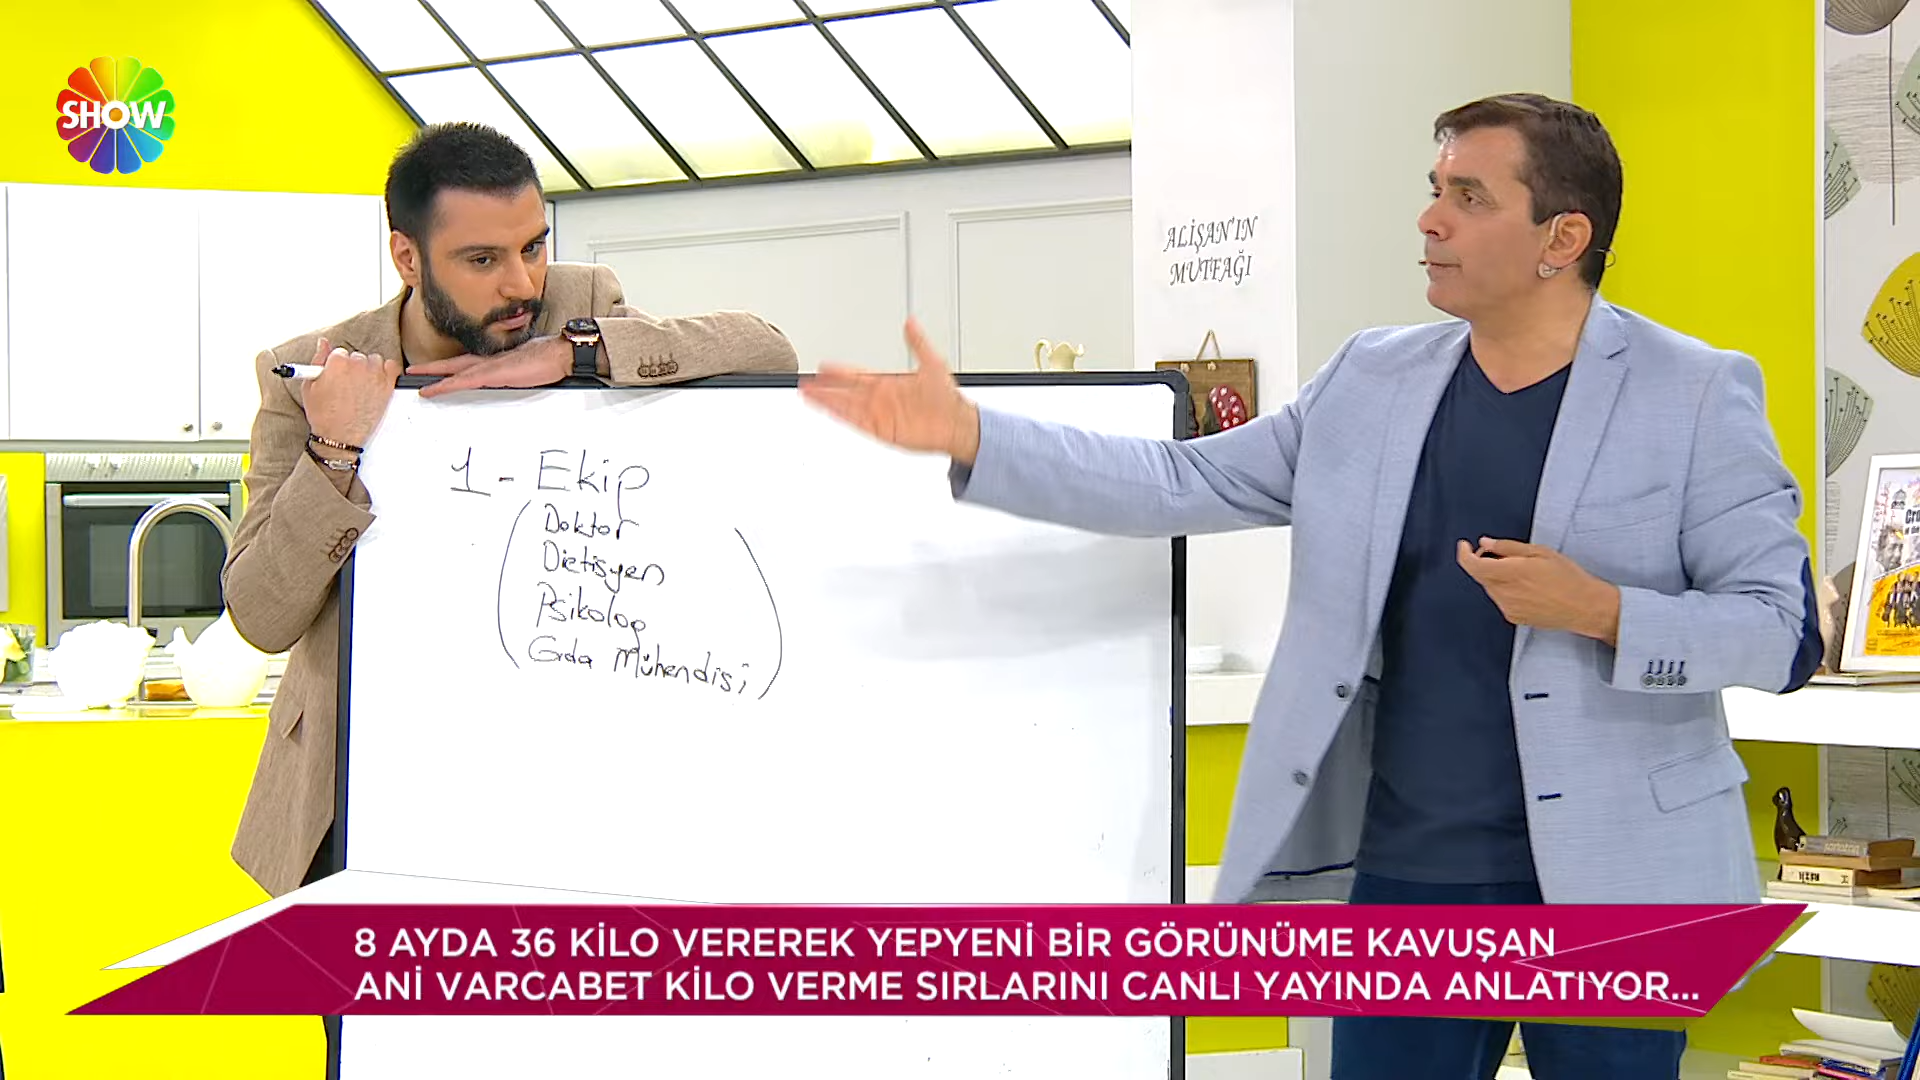 SHOW
ALİŞAN'IN
MUTFAĞI
1 - Ekip
(Doktor
Dietisyen
Psikolog
Gıda Mühendisi)
8 AYDA 36 KİLO VEREREK YEPYENİ BİR GÖRÜNÜME KAVUŞAN
ANİ VARCABET KİLO VERME SIRLARINI CANLI YAYINDA ANLATIYOR...